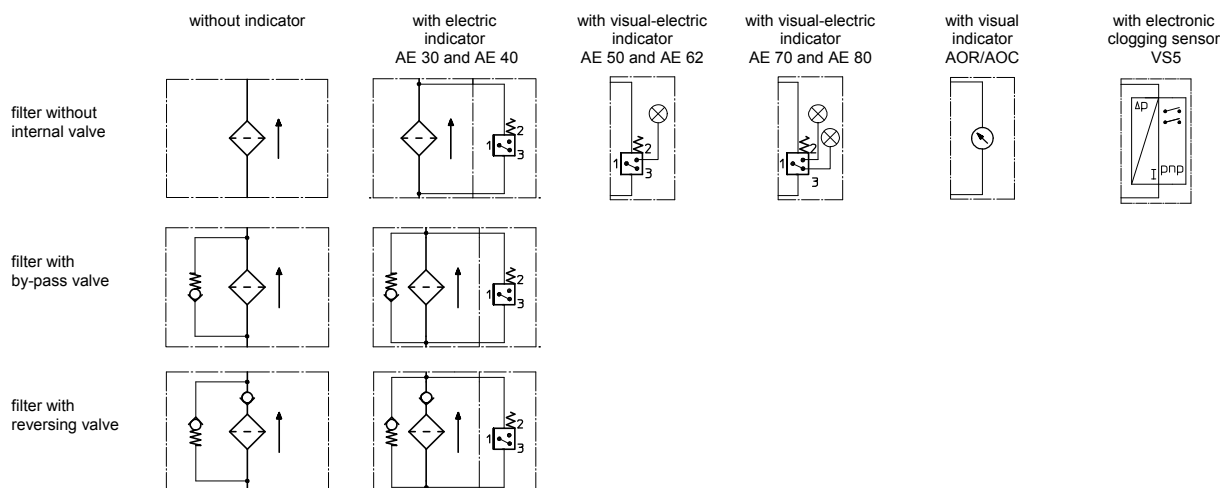 without indicator
with electric
indicator
AE 30 and AE 40
with visual-electric
indicator
AE 50 and AE 62
with visual-electric
indicator
AE 70 and AE 80
with visual
indicator
AOR/AOC
with electronic
clogging sensor
VS5
filter without
internal valve
1 2 3
1 2 3
1 2 3
Δp
I pnp
filter with
by-pass valve
1 2 3
filter with
reversing valve
1 2 3